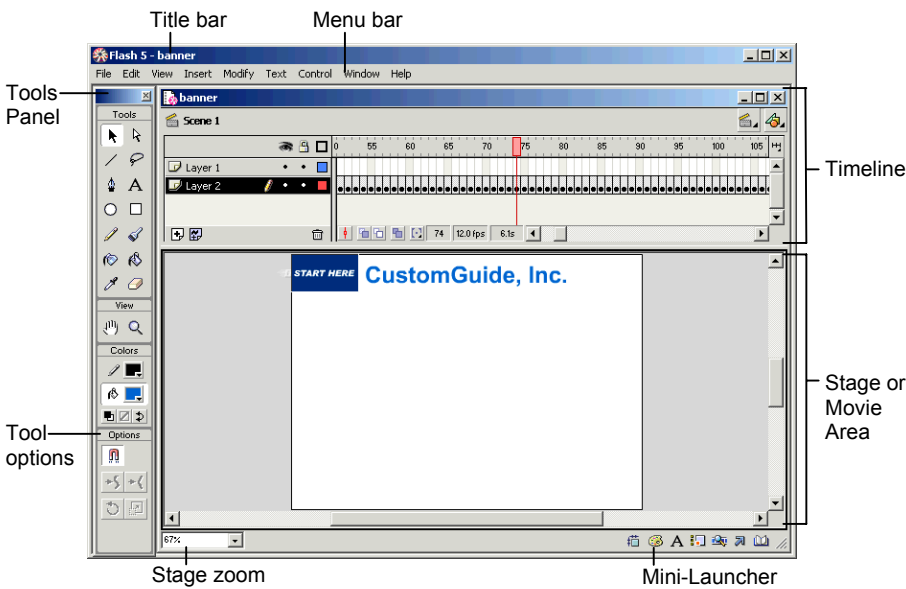 Title bar
Menu bar
Flash 5 - banner
File Edit View Insert Modify Text Control Window Help
Tools Panel
banner
Tools
Scene 1
0 55 60 65 70 75 80 85 90 95 100 105
Layer 1
Layer 2
Timeline
74 12.0 fps 6.1s
START HERE
CustomGuide, Inc.
View
Colors
Stage or Movie Area
Tool options
Options
67%
Stage zoom
Mini-Launcher